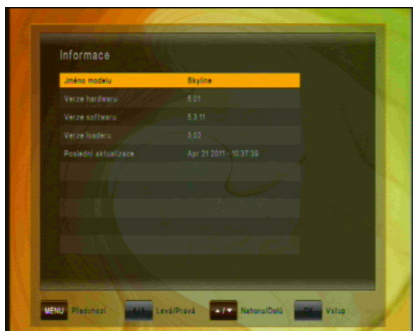 Informace
Jméno modelu Skyline
Verze hardwaru 5.01
Verze softwaru 5.3.11
Verze loaderu 3.02
Poslední aktualizace Apr 21 2011 - 10:37:39
MENU Předchozí Levá/Pravá ▲/▼ Nahoru/Dolů OK Vstup